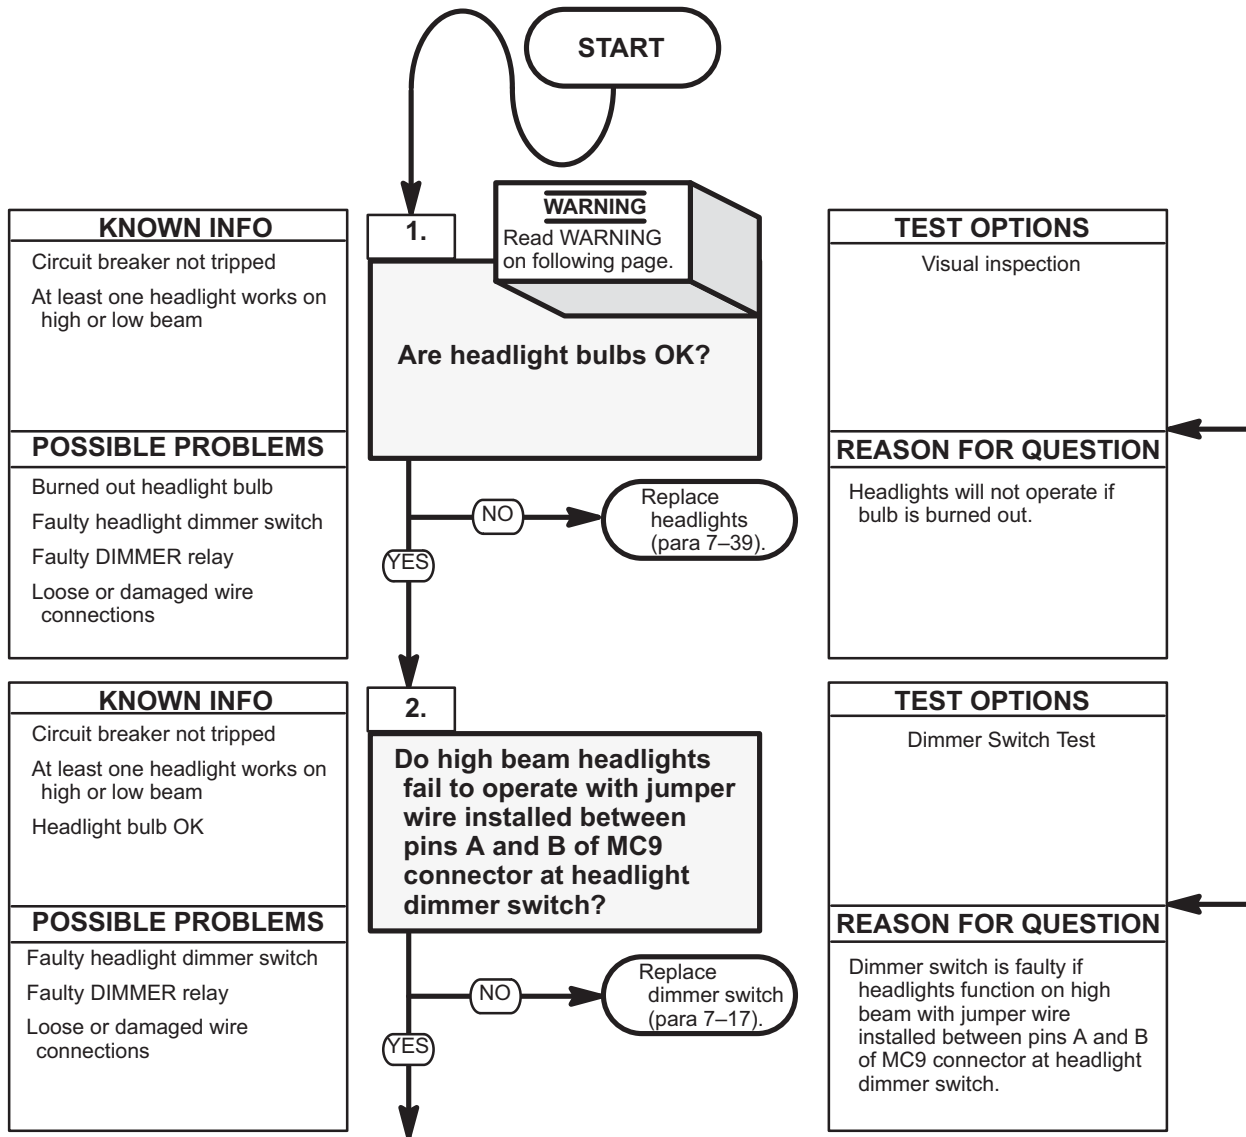 START
KNOWN INFO
Circuit breaker not tripped
At least one headlight works on
high or low beam
POSSIBLE PROBLEMS
Burned out headlight bulb
Faulty headlight dimmer switch
Faulty DIMMER relay
Loose or damaged wire
connections
1.
WARNING
Read WARNING
on following page.
Are headlight bulbs OK?
NO
Replace
headlights
(para 7–39).
YES
TEST OPTIONS
Visual inspection
REASON FOR QUESTION
Headlights will not operate if
bulb is burned out.
KNOWN INFO
Circuit breaker not tripped
At least one headlight works on
high or low beam
Headlight bulb OK
POSSIBLE PROBLEMS
Faulty headlight dimmer switch
Faulty DIMMER relay
Loose or damaged wire
connections
2.
Do high beam headlights
fail to operate with jumper
wire installed between
pins A and B of MC9
connector at headlight
dimmer switch?
NO
Replace
dimmer switch
(para 7–17).
YES
TEST OPTIONS
Dimmer Switch Test
REASON FOR QUESTION
Dimmer switch is faulty if
headlights function on high
beam with jumper wire
installed between pins A and B
of MC9 connector at headlight
dimmer switch.